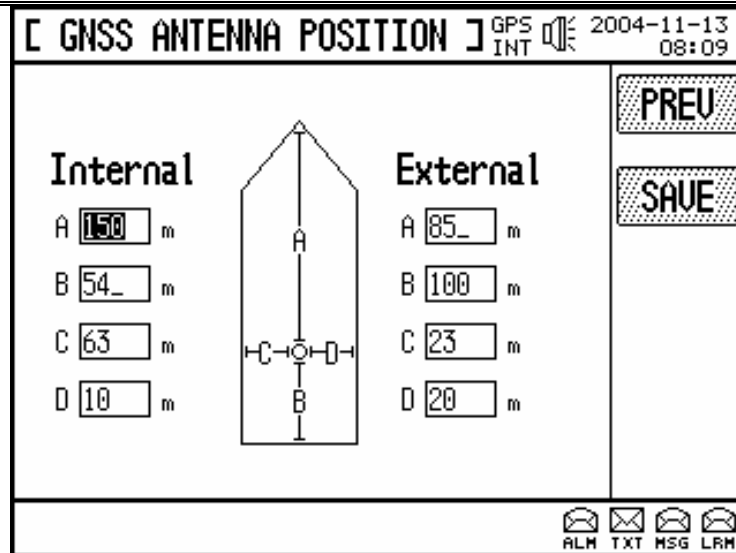 [ GNSS ANTENNA POSITION ] GPS INT 2004-11-13 08:09
PREV
SAVE
Internal
A 150 m
B 54_ m
C 63 m
D 10 m
A
C D
B
External
A 85_ m
B 100 m
C 23 m
D 20 m
ALM TXT MSG LRM